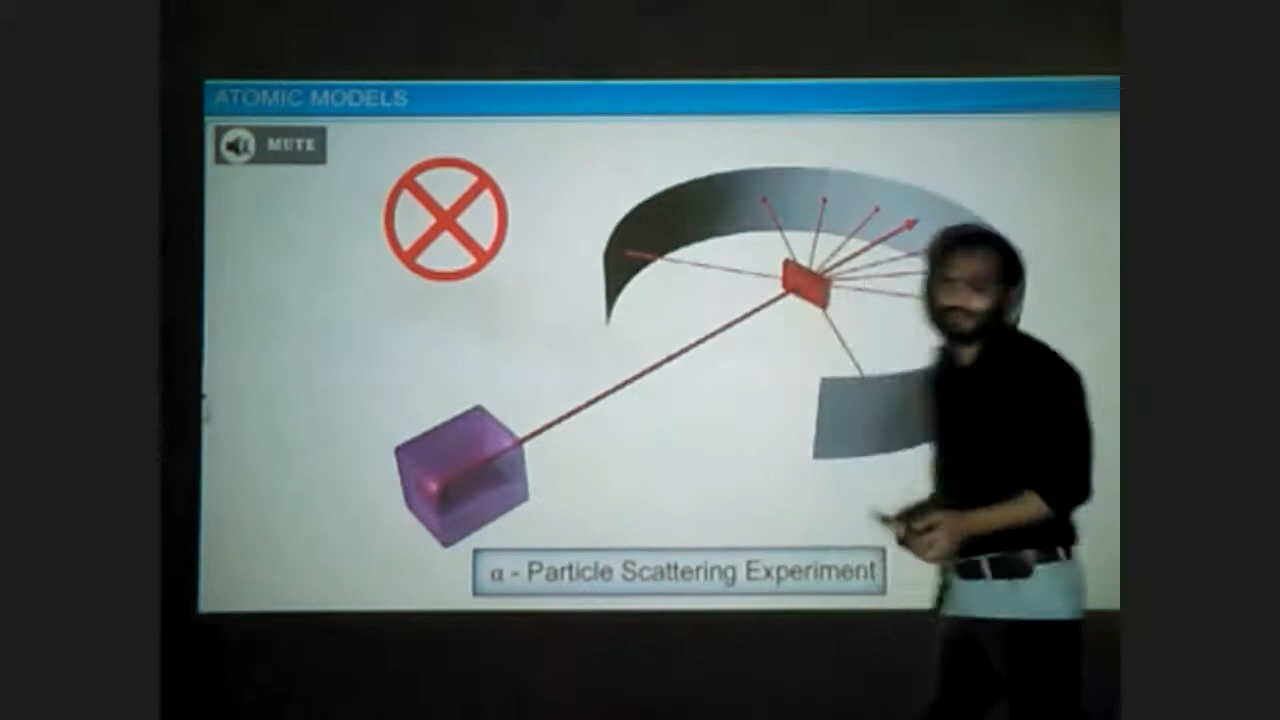 ATOMIC MODELS
MUTE
α - Particle Scattering Experiment